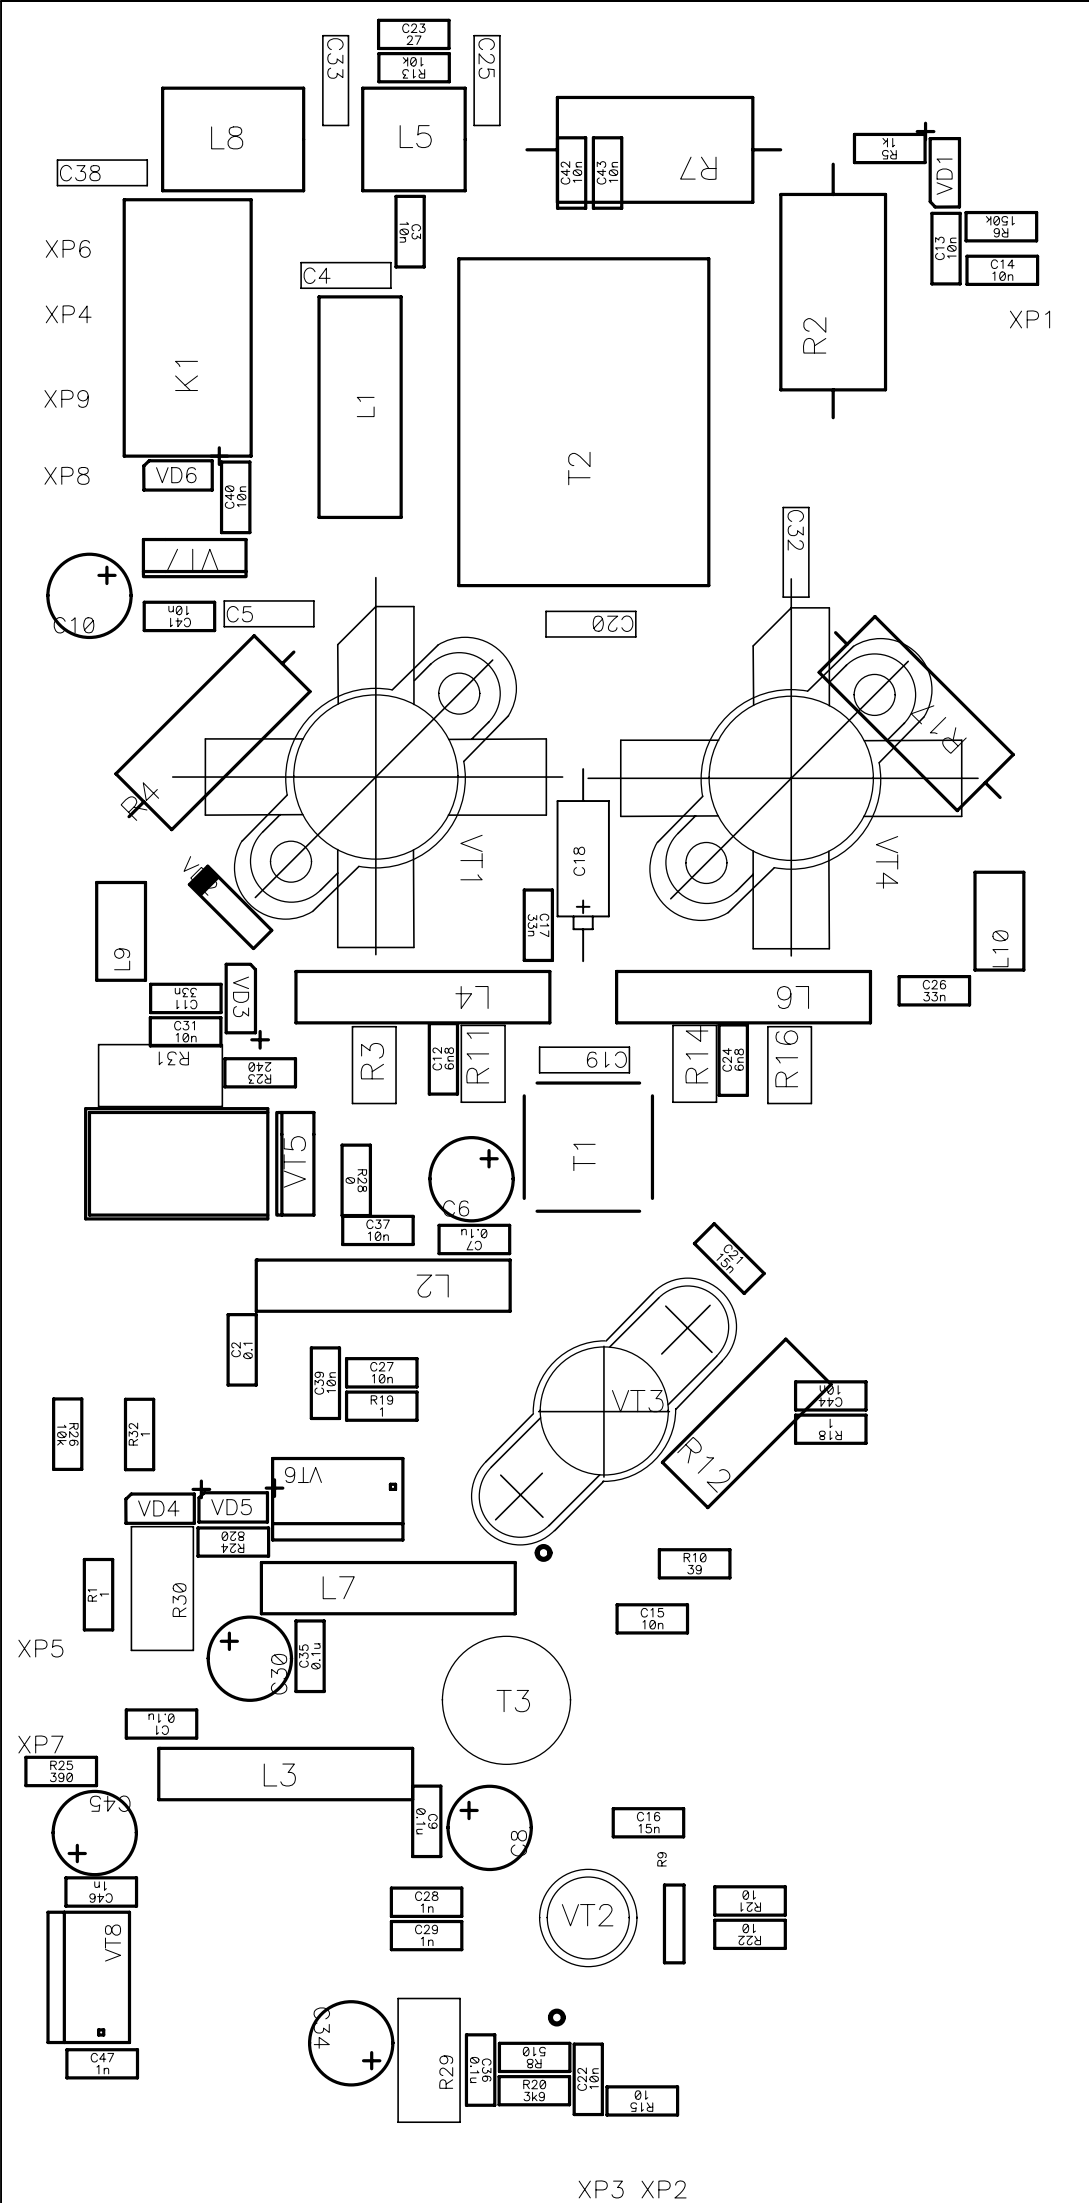 C23
27
R13
10k
C33
C25
L8
L5
C38
R7
C42
10n
C43
10n
R5
1k
VD1
C3
10n
C13
10n
R6
150k
C14
10n
XP6
C4
XP4
XP1
R2
K1
XP9
L1
T2
XP8
VD6
C40
10n
C32
VT7
C10
C41
10n
C5
C20
R17
R4
VT1
C18
VT4
C17
33n
L9
L10
C11
33n
VD3
L4
L6
C26
33n
C31
10n
R31
R23
240
R3
C12
6n8
R11
C19
R14
C24
6n8
R16
VT5
R28
0
T1
C6
C37
10n
C7
0.1u
C21
15n
L2
C2
0.1
C39
10n
C27
10n
R19
1
VT3
C44
10n
R18
1
R26
10k
R32
1
R12
VT6
VD4
VD5
R24
820
R10
39
R1
1
R30
L7
C15
10n
XP5
C30
C35
0.1u
T3
C1
0.1u
XP7
R25
390
L3
C45
C9
0.1u
C8
C16
15n
R9
C46
1n
C28
1n
C29
1n
VT2
R21
10
R22
10
VT8
C34
C47
1n
R29
C36
0.1u
R8
510
R20
3k9
C22
10n
R15
10
XP3 XP2